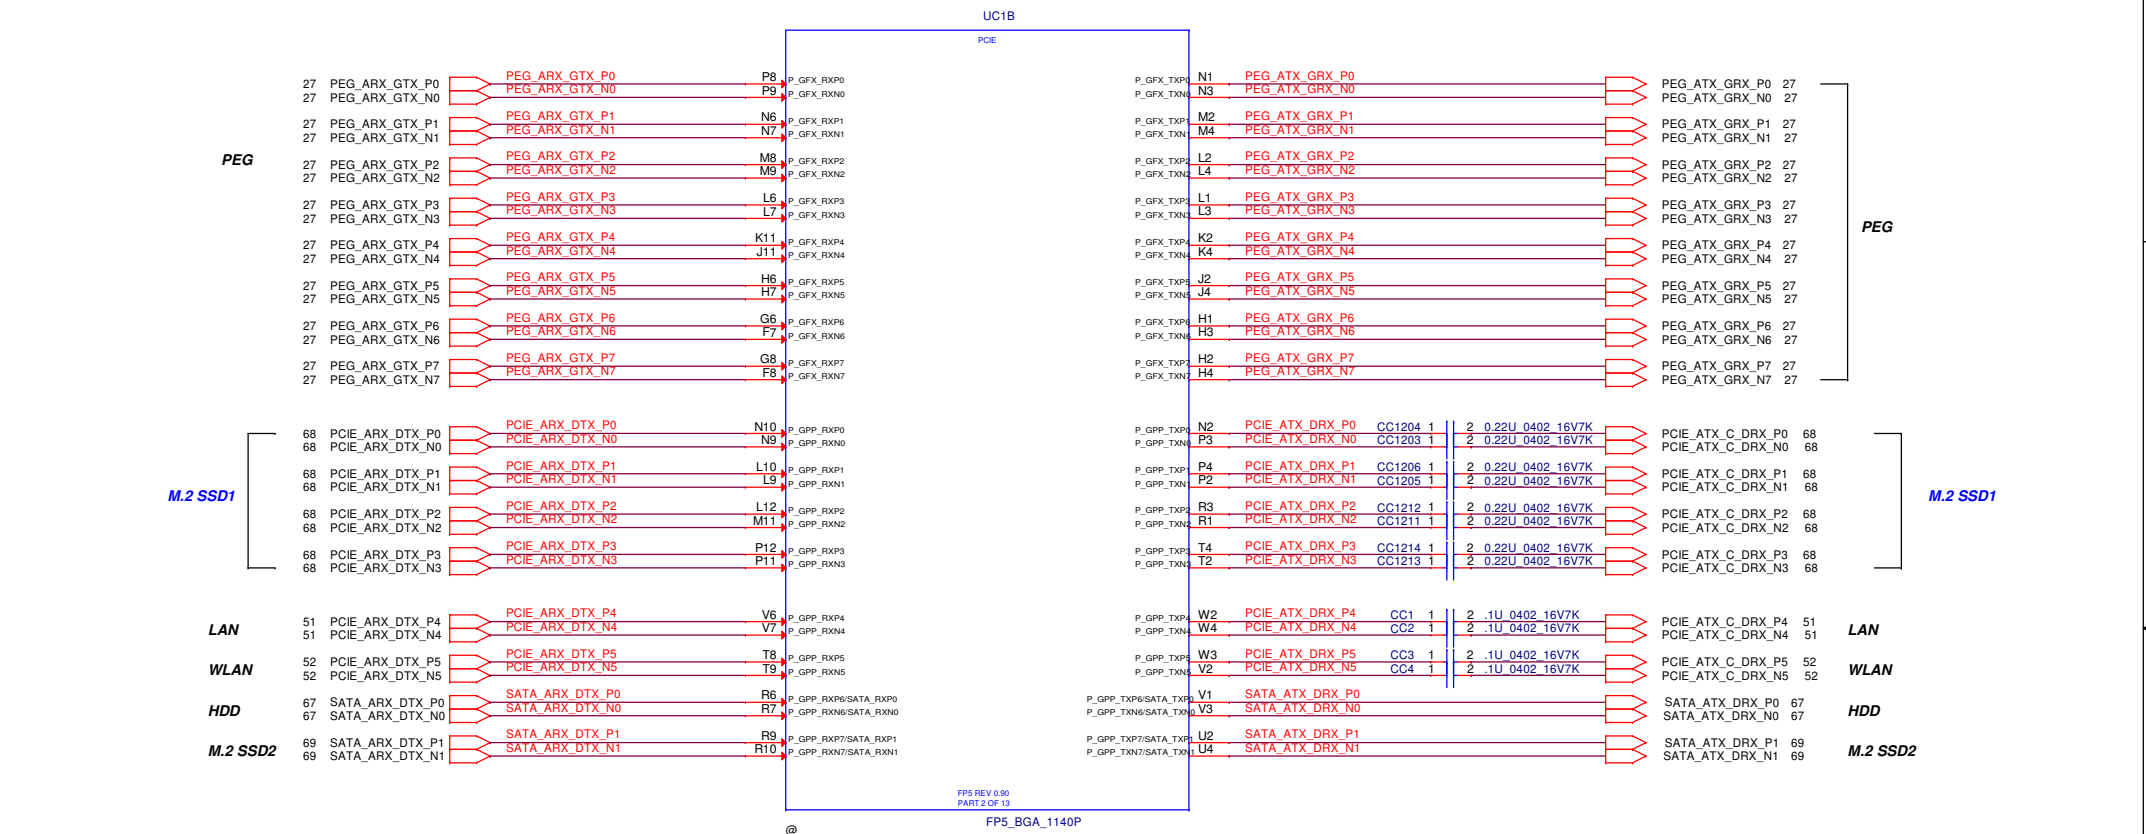 UC1B
PCIE
27 PEG_ARX_GTX_P0 PEG_ARX_GTX_P0 P8 P_GFX_RXP0 P_GFX_TXP0 N1 PEG_ATX_GRX_P0 PEG_ATX_GRX_P0 27
27 PEG_ARX_GTX_N0 PEG_ARX_GTX_N0 P9 P_GFX_RXN0 P_GFX_TXN0 N3 PEG_ATX_GRX_N0 PEG_ATX_GRX_N0 27
27 PEG_ARX_GTX_P1 PEG_ARX_GTX_P1 N6 P_GFX_RXP1 P_GFX_TXP1 M2 PEG_ATX_GRX_P1 PEG_ATX_GRX_P1 27
27 PEG_ARX_GTX_N1 PEG_ARX_GTX_N1 N7 P_GFX_RXN1 P_GFX_TXN1 M4 PEG_ATX_GRX_N1 PEG_ATX_GRX_N1 27
PEG
27 PEG_ARX_GTX_P2 PEG_ARX_GTX_P2 M8 P_GFX_RXP2 P_GFX_TXP2 L2 PEG_ATX_GRX_P2 PEG_ATX_GRX_P2 27
27 PEG_ARX_GTX_N2 PEG_ARX_GTX_N2 M9 P_GFX_RXN2 P_GFX_TXN2 L4 PEG_ATX_GRX_N2 PEG_ATX_GRX_N2 27
27 PEG_ARX_GTX_P3 PEG_ARX_GTX_P3 L6 P_GFX_RXP3 P_GFX_TXP3 L1 PEG_ATX_GRX_P3 PEG_ATX_GRX_P3 27
27 PEG_ARX_GTX_N3 PEG_ARX_GTX_N3 L7 P_GFX_RXN3 P_GFX_TXN3 L3 PEG_ATX_GRX_N3 PEG_ATX_GRX_N3 27
PEG
27 PEG_ARX_GTX_P4 PEG_ARX_GTX_P4 K11 P_GFX_RXP4 P_GFX_TXP4 K2 PEG_ATX_GRX_P4 PEG_ATX_GRX_P4 27
27 PEG_ARX_GTX_N4 PEG_ARX_GTX_N4 J11 P_GFX_RXN4 P_GFX_TXN4 K4 PEG_ATX_GRX_N4 PEG_ATX_GRX_N4 27
27 PEG_ARX_GTX_P5 PEG_ARX_GTX_P5 H6 P_GFX_RXP5 P_GFX_TXP5 J2 PEG_ATX_GRX_P5 PEG_ATX_GRX_P5 27
27 PEG_ARX_GTX_N5 PEG_ARX_GTX_N5 H7 P_GFX_RXN5 P_GFX_TXN5 J4 PEG_ATX_GRX_N5 PEG_ATX_GRX_N5 27
27 PEG_ARX_GTX_P6 PEG_ARX_GTX_P6 G6 P_GFX_RXP6 P_GFX_TXP6 H1 PEG_ATX_GRX_P6 PEG_ATX_GRX_P6 27
27 PEG_ARX_GTX_N6 PEG_ARX_GTX_N6 F7 P_GFX_RXN6 P_GFX_TXN6 H3 PEG_ATX_GRX_N6 PEG_ATX_GRX_N6 27
27 PEG_ARX_GTX_P7 PEG_ARX_GTX_P7 G8 P_GFX_RXP7 P_GFX_TXP7 H2 PEG_ATX_GRX_P7 PEG_ATX_GRX_P7 27
27 PEG_ARX_GTX_N7 PEG_ARX_GTX_N7 F8 P_GFX_RXN7 P_GFX_TXN7 H4 PEG_ATX_GRX_N7 PEG_ATX_GRX_N7 27
68 PCIE_ARX_DTX_P0 PCIE_ARX_DTX_P0 N10 P_GPP_RXP0 P_GPP_TXP0 N2 PCIE_ATX_DRX_P0 CC1204 1 2 0.22U_0402_16V7K PCIE_ATX_C_DRX_P0 68
68 PCIE_ARX_DTX_N0 PCIE_ARX_DTX_N0 N9 P_GPP_RXN0 P_GPP_TXN0 P3 PCIE_ATX_DRX_N0 CC1203 1 2 0.22U_0402_16V7K PCIE_ATX_C_DRX_N0 68
68 PCIE_ARX_DTX_P1 PCIE_ARX_DTX_P1 L10 P_GPP_RXP1 P_GPP_TXP1 P4 PCIE_ATX_DRX_P1 CC1206 1 2 0.22U_0402_16V7K PCIE_ATX_C_DRX_P1 68
68 PCIE_ARX_DTX_N1 PCIE_ARX_DTX_N1 L9 P_GPP_RXN1 P_GPP_TXN1 P2 PCIE_ATX_DRX_N1 CC1205 1 2 0.22U_0402_16V7K PCIE_ATX_C_DRX_N1 68
M.2 SSD1 M.2 SSD1
68 PCIE_ARX_DTX_P2 PCIE_ARX_DTX_P2 L12 P_GPP_RXP2 P_GPP_TXP2 R3 PCIE_ATX_DRX_P2 CC1212 1 2 0.22U_0402_16V7K PCIE_ATX_C_DRX_P2 68
68 PCIE_ARX_DTX_N2 PCIE_ARX_DTX_N2 M11 P_GPP_RXN2 P_GPP_TXN2 R1 PCIE_ATX_DRX_N2 CC1211 1 2 0.22U_0402_16V7K PCIE_ATX_C_DRX_N2 68
68 PCIE_ARX_DTX_P3 PCIE_ARX_DTX_P3 P12 P_GPP_RXP3 P_GPP_TXP3 T4 PCIE_ATX_DRX_P3 CC1214 1 2 0.22U_0402_16V7K PCIE_ATX_C_DRX_P3 68
68 PCIE_ARX_DTX_N3 PCIE_ARX_DTX_N3 P11 P_GPP_RXN3 P_GPP_TXN3 T2 PCIE_ATX_DRX_N3 CC1213 1 2 0.22U_0402_16V7K PCIE_ATX_C_DRX_N3 68
51 PCIE_ARX_DTX_P4 PCIE_ARX_DTX_P4 V6 P_GPP_RXP4 P_GPP_TXP4 W2 PCIE_ATX_DRX_P4 CC1 1 2 .1U_0402_16V7K PCIE_ATX_C_DRX_P4 51
LAN LAN
51 PCIE_ARX_DTX_N4 PCIE_ARX_DTX_N4 V7 P_GPP_RXN4 P_GPP_TXN4 W4 PCIE_ATX_DRX_N4 CC2 1 2 .1U_0402_16V7K PCIE_ATX_C_DRX_N4 51
52 PCIE_ARX_DTX_P5 PCIE_ARX_DTX_P5 T8 P_GPP_RXP5 P_GPP_TXP5 W3 PCIE_ATX_DRX_P5 CC3 1 2 .1U_0402_16V7K PCIE_ATX_C_DRX_P5 52
WLAN WLAN
52 PCIE_ARX_DTX_N5 PCIE_ARX_DTX_N5 T9 P_GPP_RXN5 P_GPP_TXN5 V2 PCIE_ATX_DRX_N5 CC4 1 2 .1U_0402_16V7K PCIE_ATX_C_DRX_N5 52
67 SATA_ARX_DTX_P0 SATA_ARX_DTX_P0 R6 P_GPP_RXP6/SATA_RXP0 P_GPP_TXP6/SATA_TXP0 V1 SATA_ATX_DRX_P0 SATA_ATX_DRX_P0 67
HDD HDD
67 SATA_ARX_DTX_N0 SATA_ARX_DTX_N0 R7 P_GPP_RXN6/SATA_RXN0 P_GPP_TXN6/SATA_TXN0 V3 SATA_ATX_DRX_N0 SATA_ATX_DRX_N0 67
69 SATA_ARX_DTX_P1 SATA_ARX_DTX_P1 R9 P_GPP_RXP7/SATA_RXP1 P_GPP_TXP7/SATA_TXP1 U2 SATA_ATX_DRX_P1 SATA_ATX_DRX_P1 69
M.2 SSD2 M.2 SSD2
69 SATA_ARX_DTX_N1 SATA_ARX_DTX_N1 R10 P_GPP_RXN7/SATA_RXN1 P_GPP_TXN7/SATA_TXN1 U4 SATA_ATX_DRX_N1 SATA_ATX_DRX_N1 69
FP5 REV 0.90
PART 2 OF 13
FP5_BGA_1140P
@